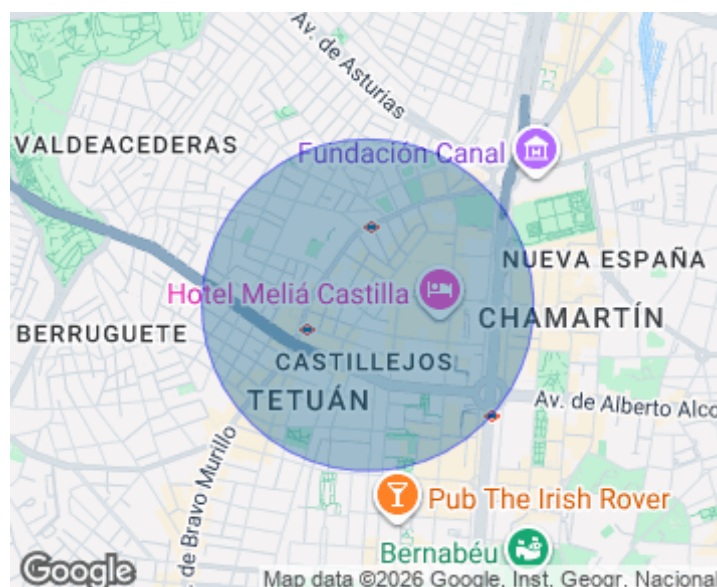 Av. de Asturias
VALDEACEDERAS
Fundación Canal
NUEVA ESPAÑA
Hotel Meliá Castilla
CHAMARTÍN
BERRUGUETE
CASTILLEJOS
TETUÁN
Av. de Alberto Alco
. de Bravo Murillo
Pub The Irish Rover
Bernabéu
Google
Map data ©2026 Google, Inst. Geogr. Nacional